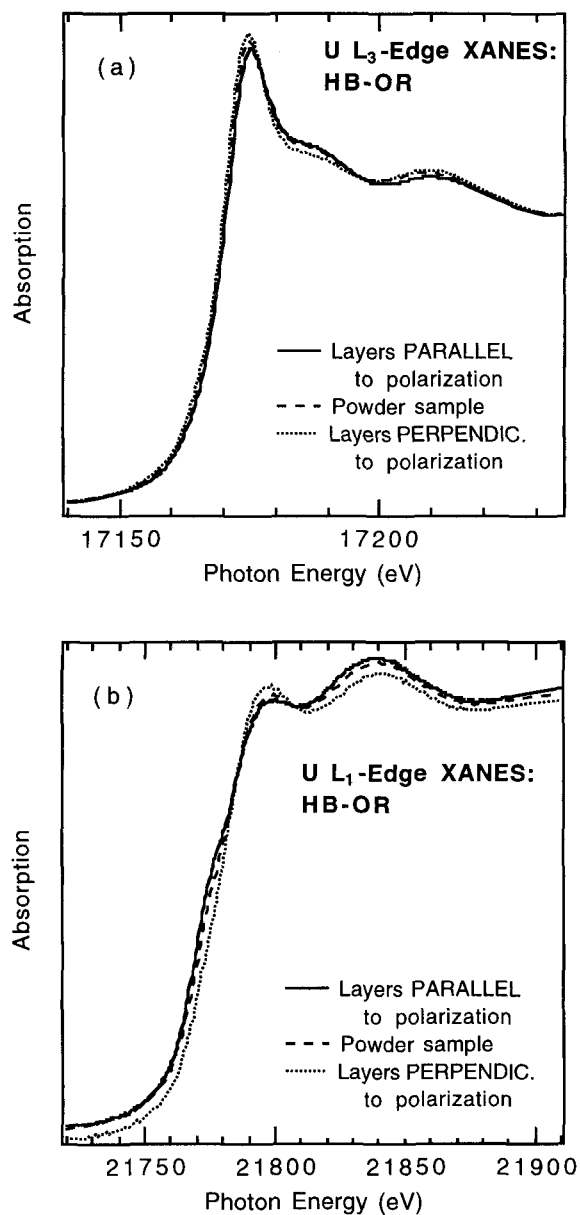 (a)
U L₃-Edge XANES:
HB-OR
Absorption
Layers PARALLEL
to polarization
Powder sample
Layers PERPENDIC.
to polarization
17150 17200
Photon Energy (eV)
(b)
U L₁-Edge XANES:
HB-OR
Absorption
Layers PARALLEL
to polarization
Powder sample
Layers PERPENDIC.
to polarization
21750 21800 21850 21900
Photon Energy (eV)